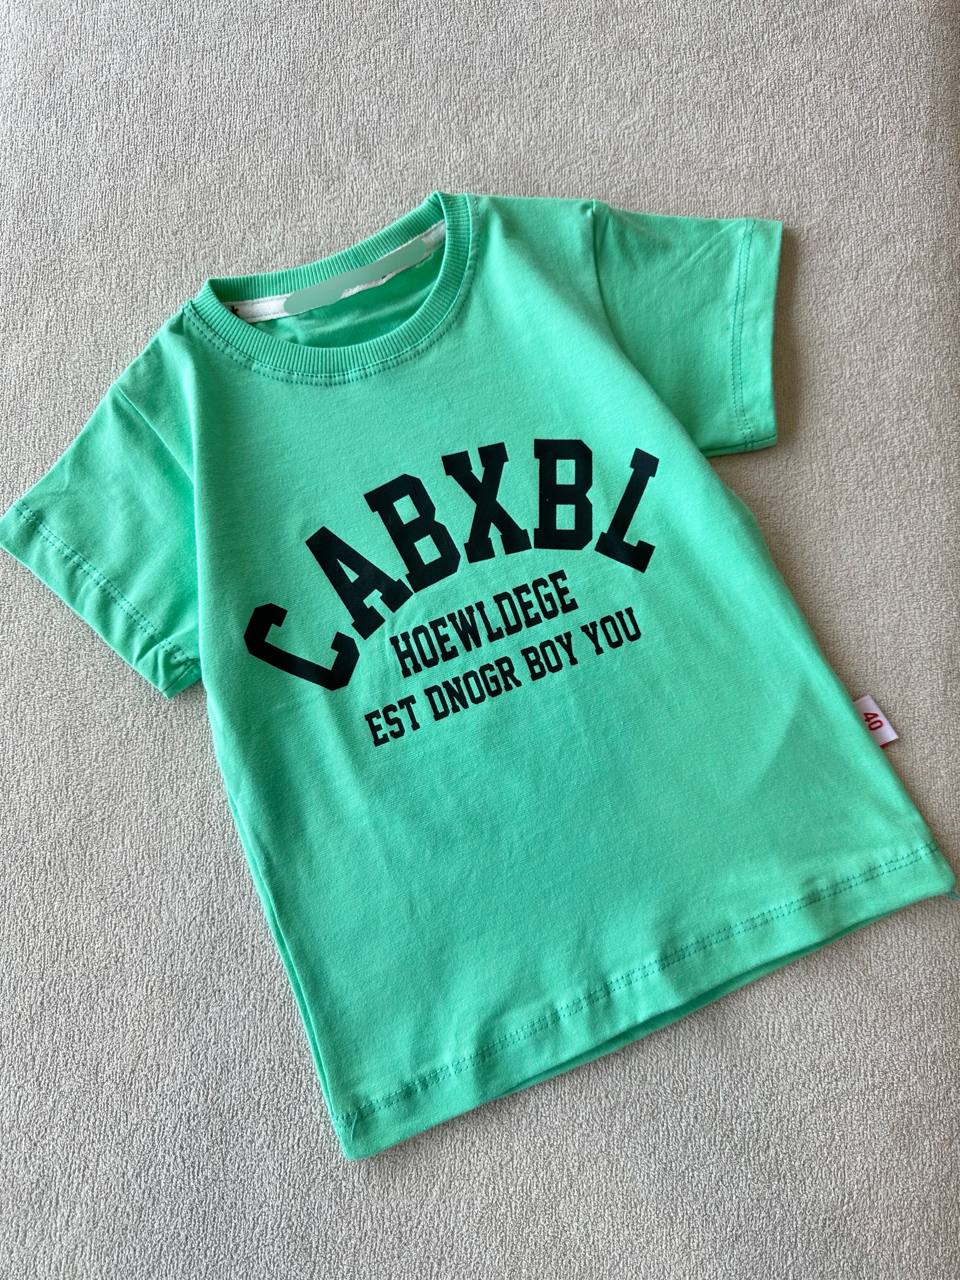 CABXBL
HOEWLDEGE
EST DNOGR BOY YOU
40